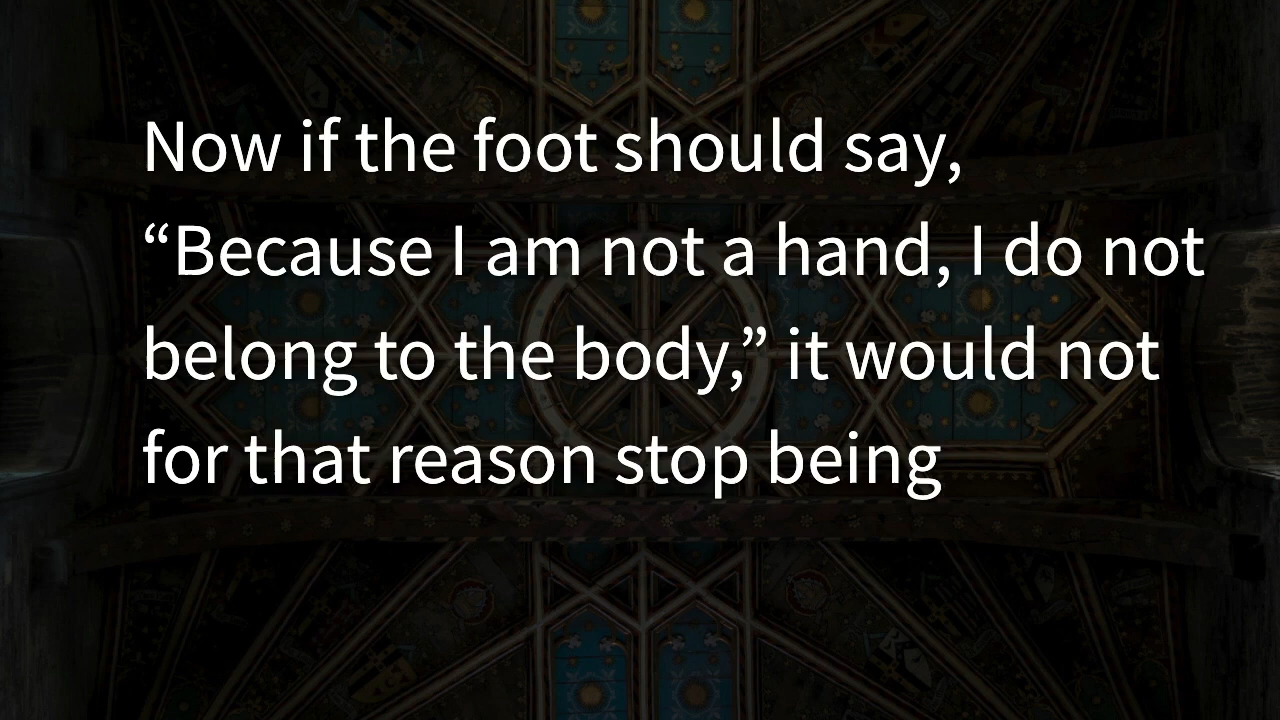 Now if the foot should say,
“Because I am not a hand, I do not
belong to the body,” it would not
for that reason stop being